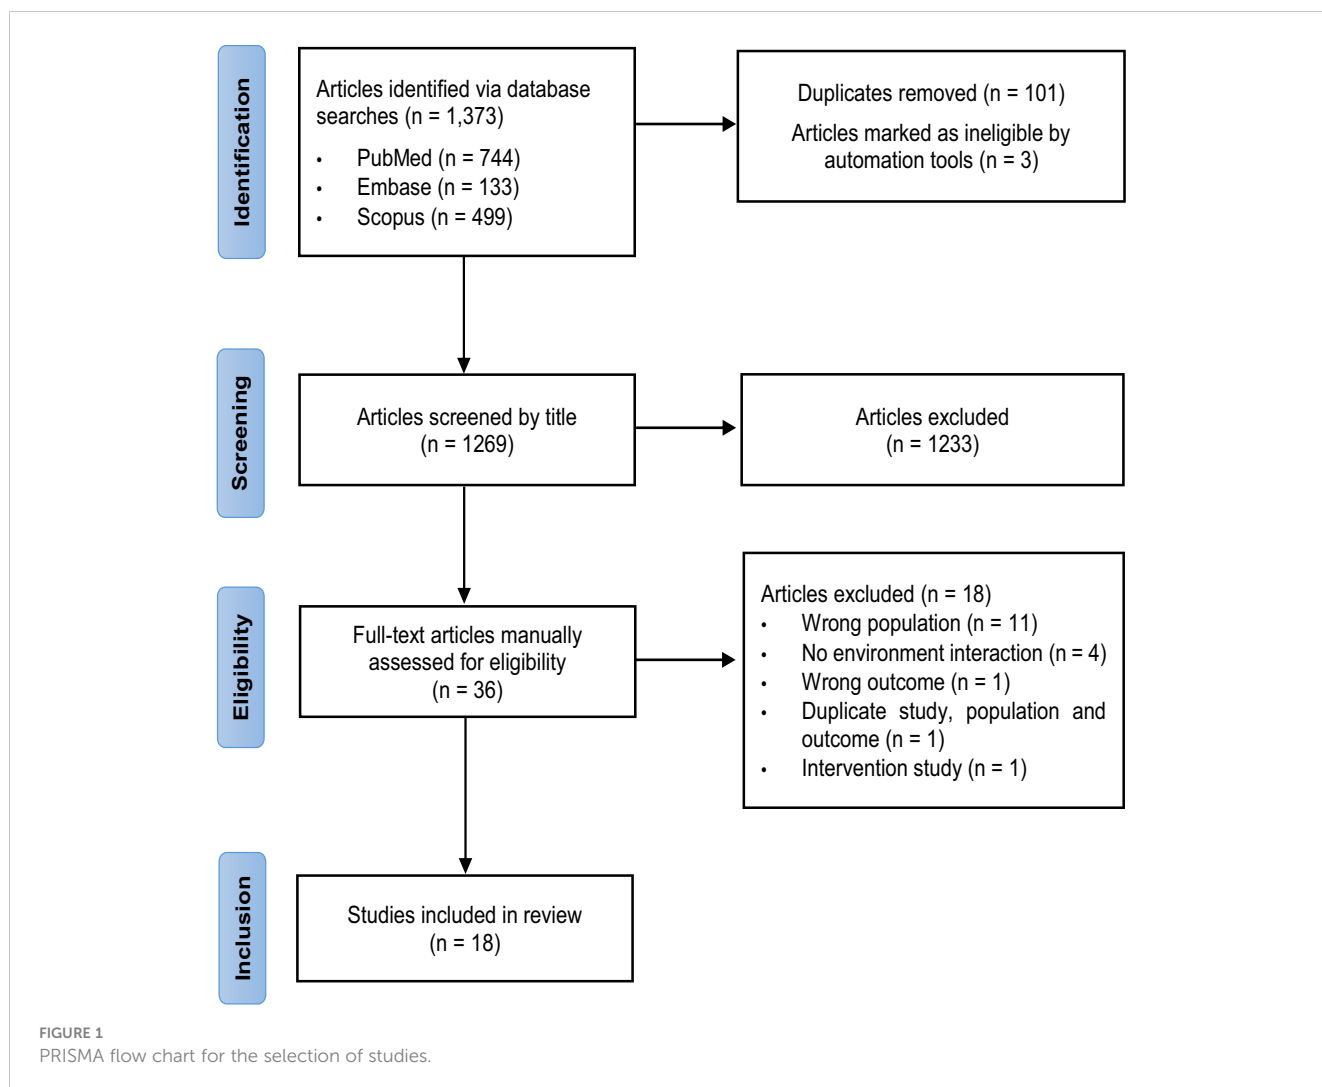 Identification
Articles identified via database
searches (n = 1,373)
• PubMed (n = 744)
• Embase (n = 133)
• Scopus (n = 499)
Duplicates removed (n = 101)
Articles marked as ineligible by
automation tools (n = 3)
Screening
Articles screened by title
(n = 1269)
Articles excluded
(n = 1233)
Eligibility
Full-text articles manually
assessed for eligibility
(n = 36)
Articles excluded (n = 18)
• Wrong population (n = 11)
• No environment interaction (n = 4)
• Wrong outcome (n = 1)
• Duplicate study, population and
outcome (n = 1)
• Intervention study (n = 1)
Inclusion
Studies included in review
(n = 18)
FIGURE 1
PRISMA flow chart for the selection of studies.